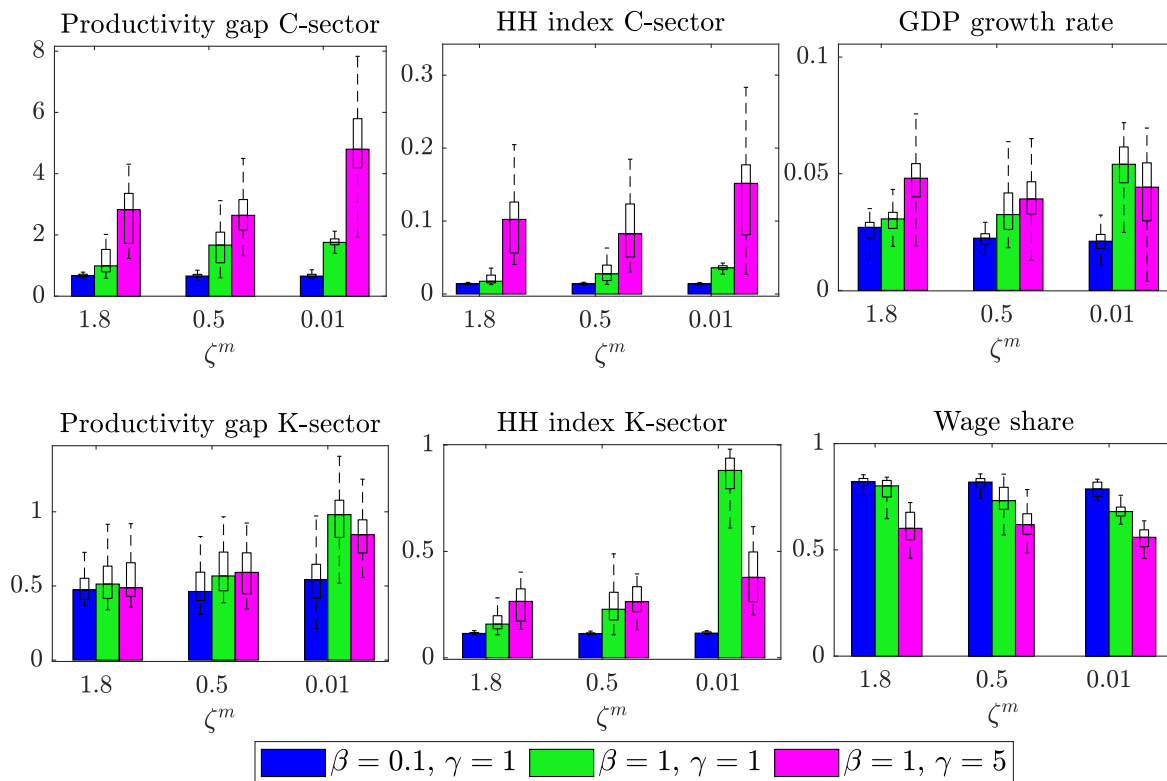 Productivity gap C-sector
HH index C-sector
GDP growth rate
8
6
4
2
0
1.8 0.5 0.01
ζ^m
0.3
0.2
0.1
0
1.8 0.5 0.01
ζ^m
0.1
0.05
0
1.8 0.5 0.01
ζ^m
Productivity gap K-sector
HH index K-sector
Wage share
1
0.5
0
1.8 0.5 0.01
ζ^m
1
0.5
0
1.8 0.5 0.01
ζ^m
1
0.5
0
1.8 0.5 0.01
ζ^m
β = 0.1, γ = 1 β = 1, γ = 1 β = 1, γ = 5